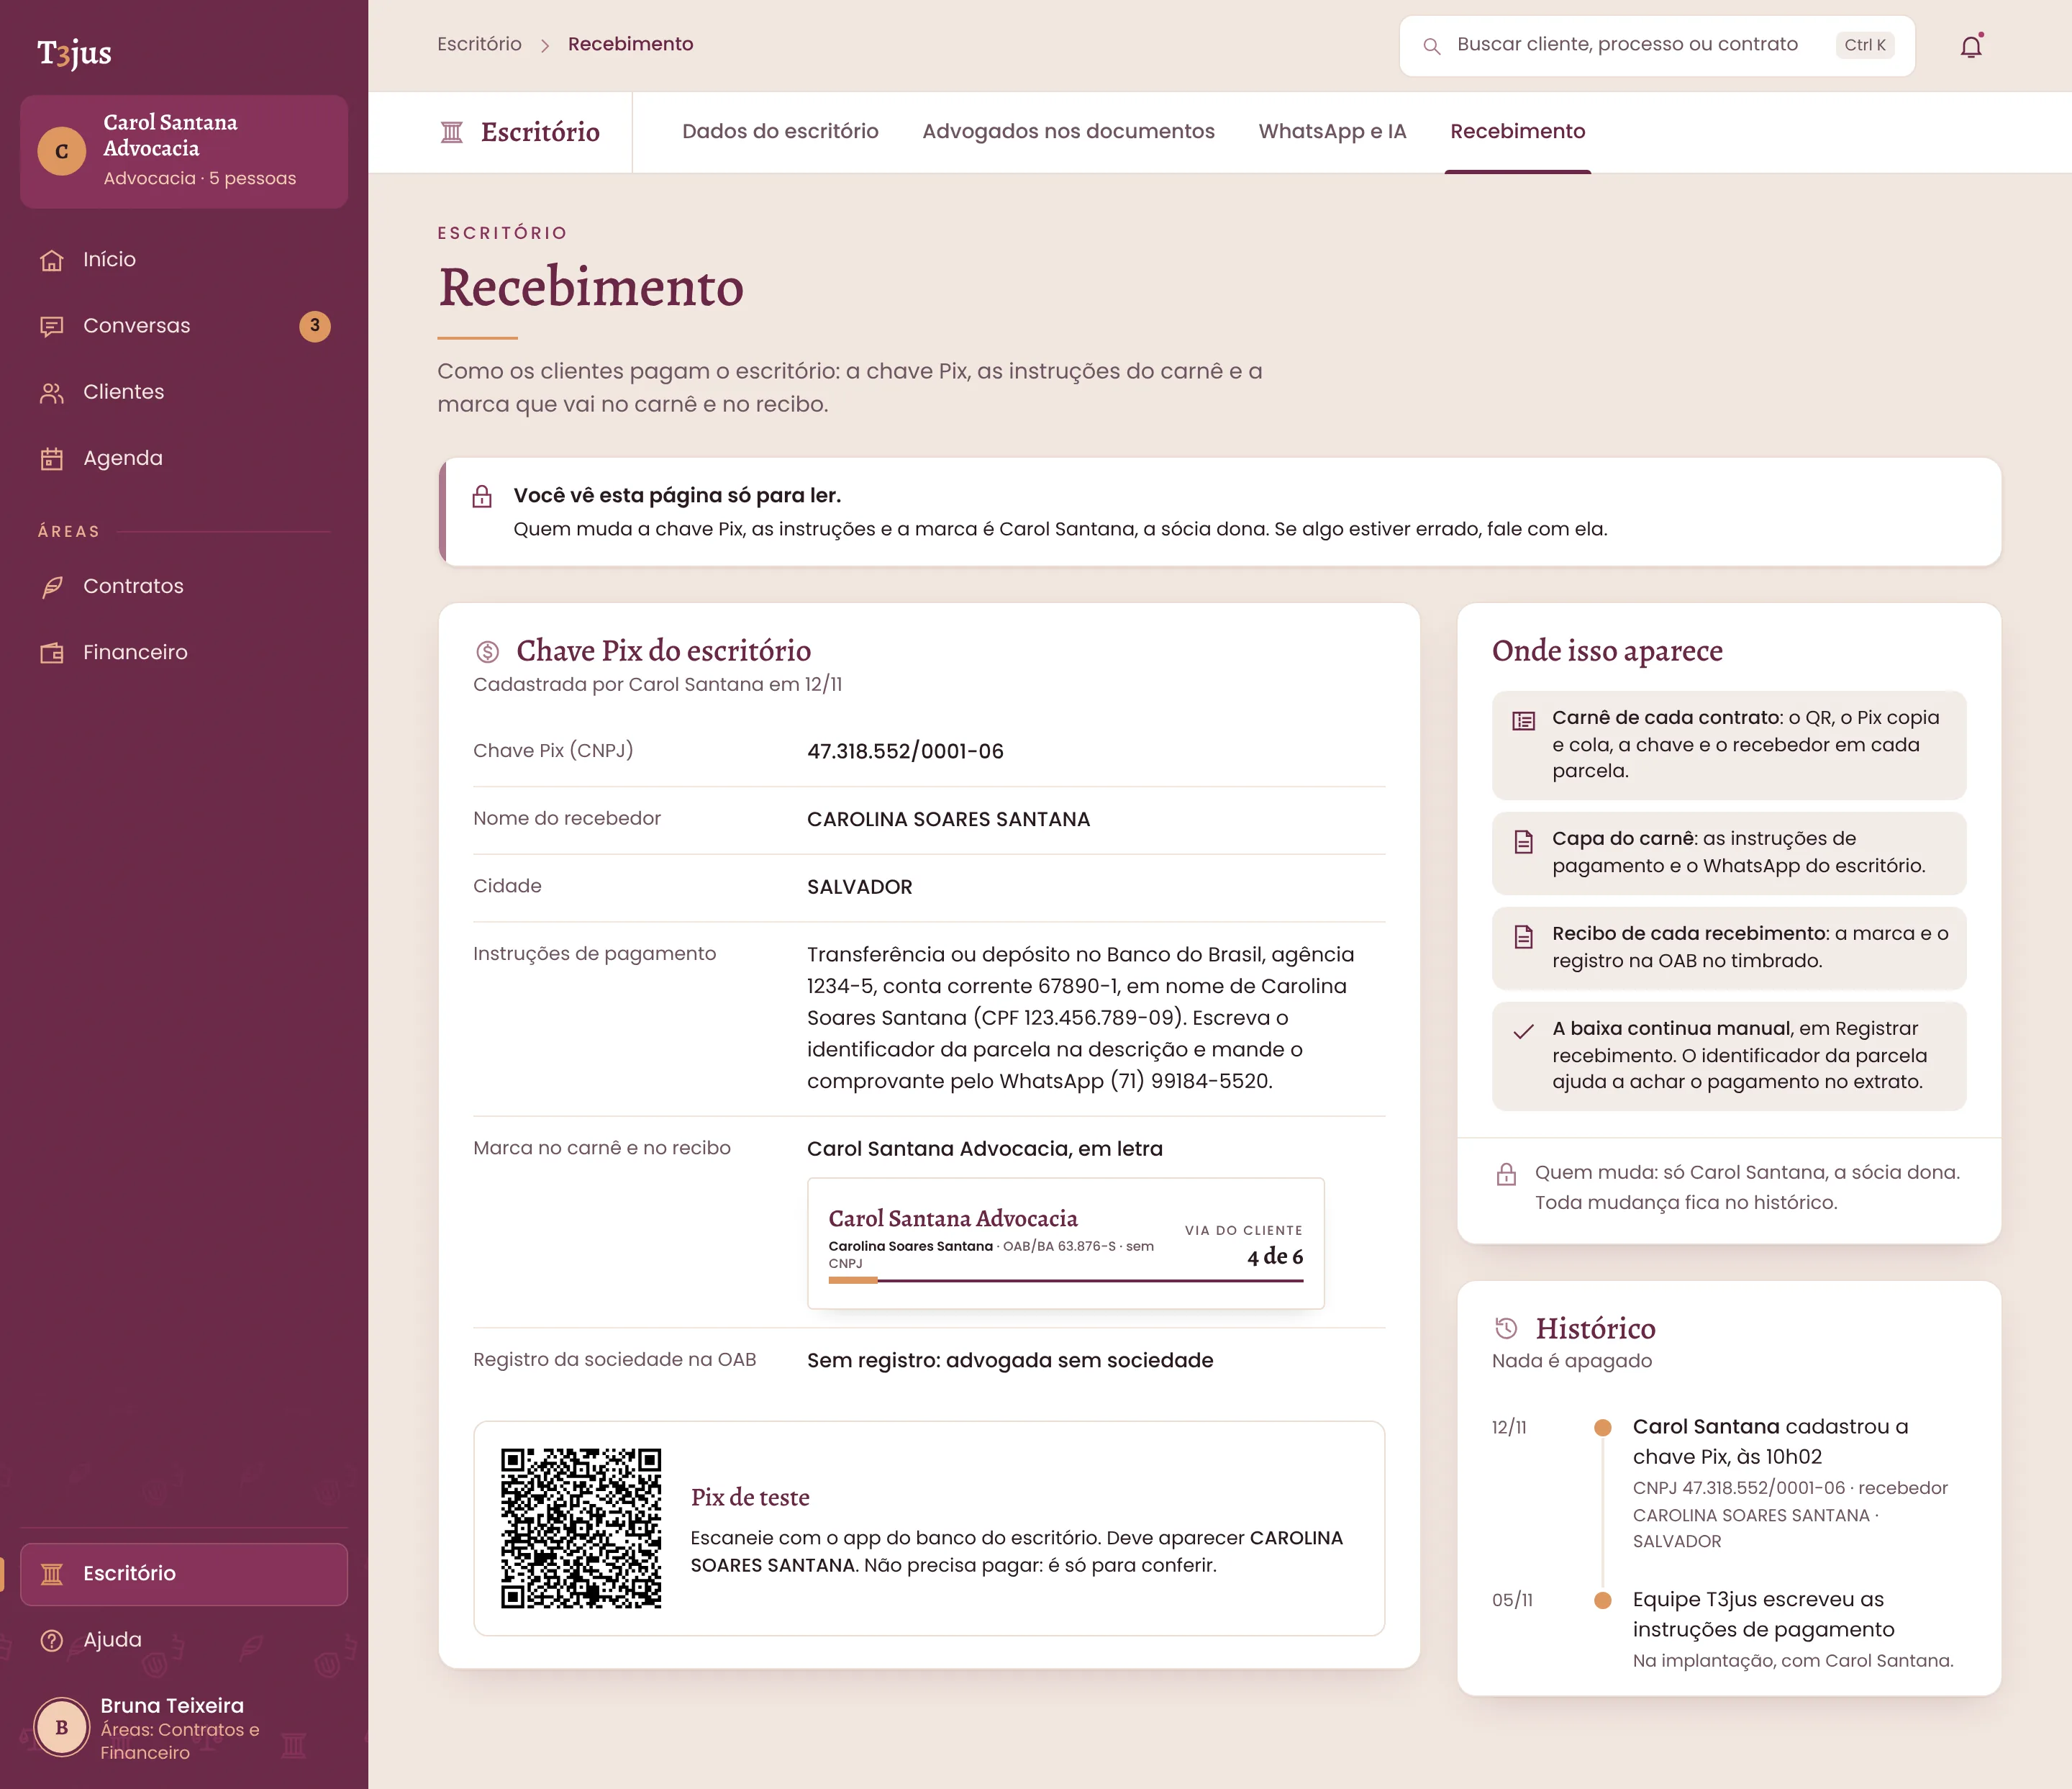 T3jus
C
Carol Santana
Advocacia
Advocacia · 5 pessoas
Início
Conversas
3
Clientes
Agenda
ÁREAS
Contratos
Financeiro
Escritório
Ajuda
B
Bruna Teixeira
Áreas: Contratos e
Financeiro
Escritório > Recebimento
Buscar cliente, processo ou contrato
Ctrl K
Escritório
Dados do escritório
Advogados nos documentos
WhatsApp e IA
Recebimento
ESCRITÓRIO
Recebimento
Como os clientes pagam o escritório: a chave Pix, as instruções do carnê e a
marca que vai no carnê e no recibo.
Você vê esta página só para ler.
Quem muda a chave Pix, as instruções e a marca é Carol Santana, a sócia dona. Se algo estiver errado, fale com ela.
Chave Pix do escritório
Cadastrada por Carol Santana em 12/11
Chave Pix (CNPJ)
47.318.552/0001-06
Nome do recebedor
CAROLINA SOARES SANTANA
Cidade
SALVADOR
Instruções de pagamento
Transferência ou depósito no Banco do Brasil, agência
1234-5, conta corrente 67890-1, em nome de Carolina
Soares Santana (CPF 123.456.789-09). Escreva o
identificador da parcela na descrição e mande o
comprovante pelo WhatsApp (71) 99184-5520.
Marca no carnê e no recibo
Carol Santana Advocacia, em letra
Carol Santana Advocacia
Carolina Soares Santana · OAB/BA 63.876-S · sem
CNPJ
VIA DO CLIENTE
4 de 6
Registro da sociedade na OAB
Sem registro: advogada sem sociedade
Pix de teste
Escaneie com o app do banco do escritório. Deve aparecer CAROLINA
SOARES SANTANA. Não precisa pagar: é só para conferir.
Onde isso aparece
Carnê de cada contrato: o QR, o Pix copia
e cola, a chave e o recebedor em cada
parcela.
Capa do carnê: as instruções de
pagamento e o WhatsApp do escritório.
Recibo de cada recebimento: a marca e o
registro na OAB no timbrado.
A baixa continua manual, em Registrar
recebimento. O identificador da parcela
ajuda a achar o pagamento no extrato.
Quem muda: só Carol Santana, a sócia dona.
Toda mudança fica no histórico.
Histórico
Nada é apagado
12/11
Carol Santana cadastrou a
chave Pix, às 10h02
CNPJ 47.318.552/0001-06 · recebedor
CAROLINA SOARES SANTANA ·
SALVADOR
05/11
Equipe T3jus escreveu as
instruções de pagamento
Na implantação, com Carol Santana.